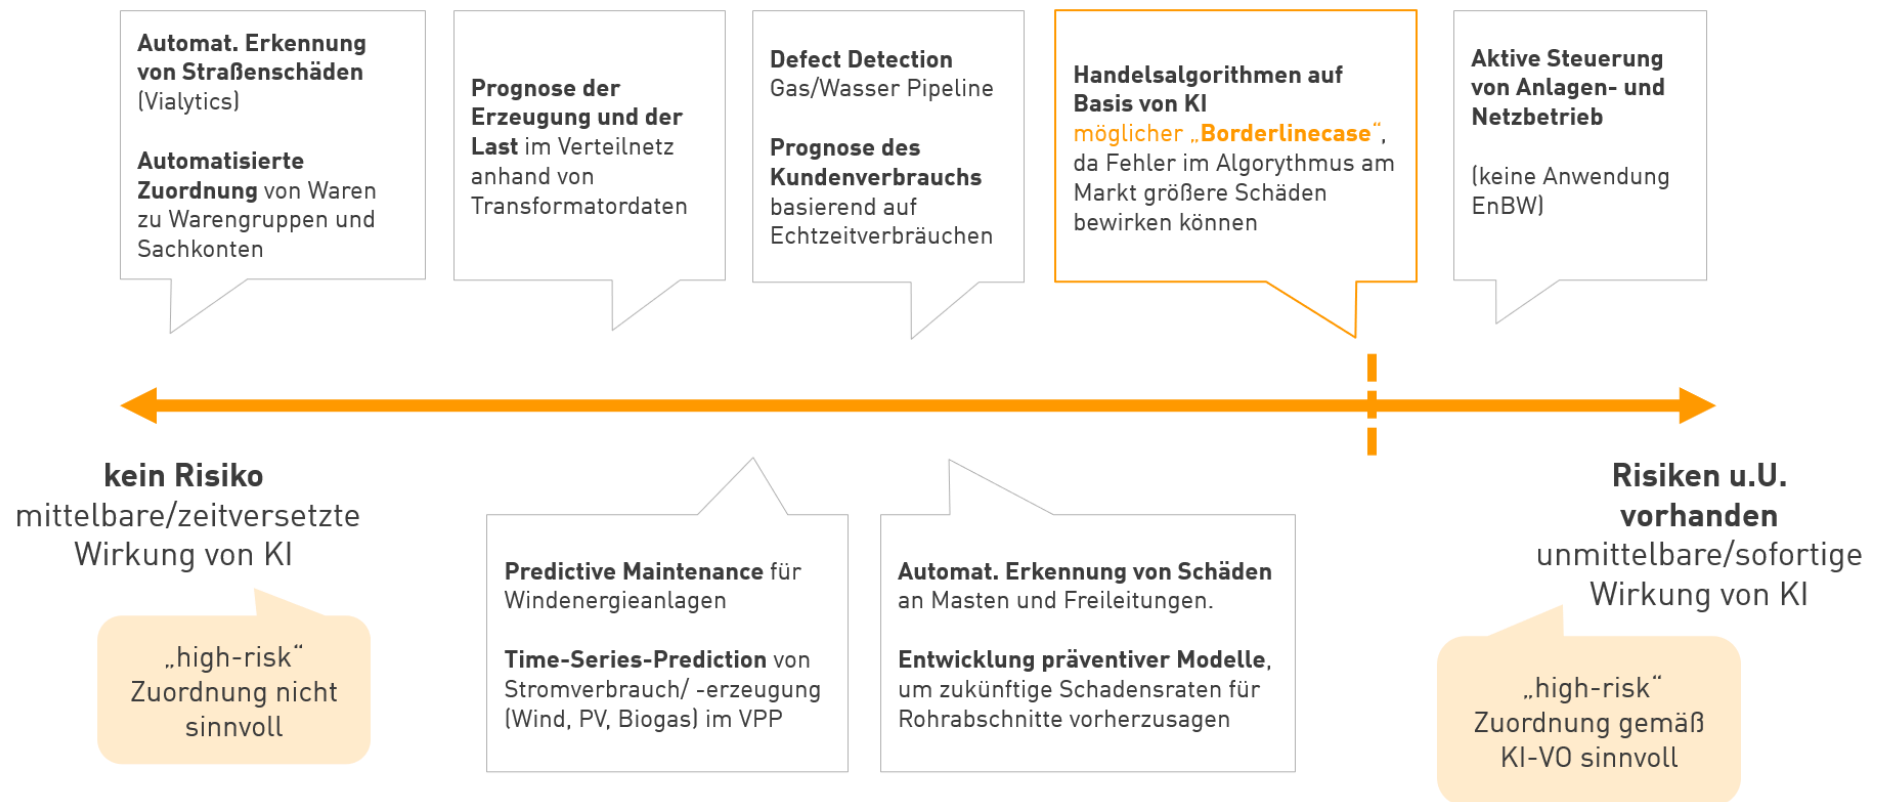 Automat. Erkennung
von Straßenschäden
(Vialytics)
Automatisierte
Zuordnung von Waren
zu Warengruppen und
Sachkonten
Prognose der
Erzeugung und der
Last im Verteilnetz
anhand von
Transformatordaten
Defect Detection
Gas/Wasser Pipeline
Prognose des
Kundenverbrauchs
basierend auf
Echtzeitverbräuchen
Handelsalgorithmen auf
Basis von KI
möglicher „Borderlinecase“,
da Fehler im Algorythmus am
Markt größere Schäden
bewirken können
Aktive Steuerung
von Anlagen- und
Netzbetrieb
(keine Anwendung
EnBW)
kein Risiko
mittelbare/zeitversetzte
Wirkung von KI
„high-risk“
Zuordnung nicht
sinnvoll
Predictive Maintenance für
Windenergieanlagen
Time-Series-Prediction von
Stromverbrauch/ -erzeugung
(Wind, PV, Biogas) im VPP
Automat. Erkennung von Schäden
an Masten und Freileitungen.
Entwicklung präventiver Modelle,
um zukünftige Schadensraten für
Rohrabschnitte vorherzusagen
Risiken u.U.
vorhanden
unmittelbare/sofortige
Wirkung von KI
„high-risk“
Zuordnung gemäß
KI-VO sinnvoll